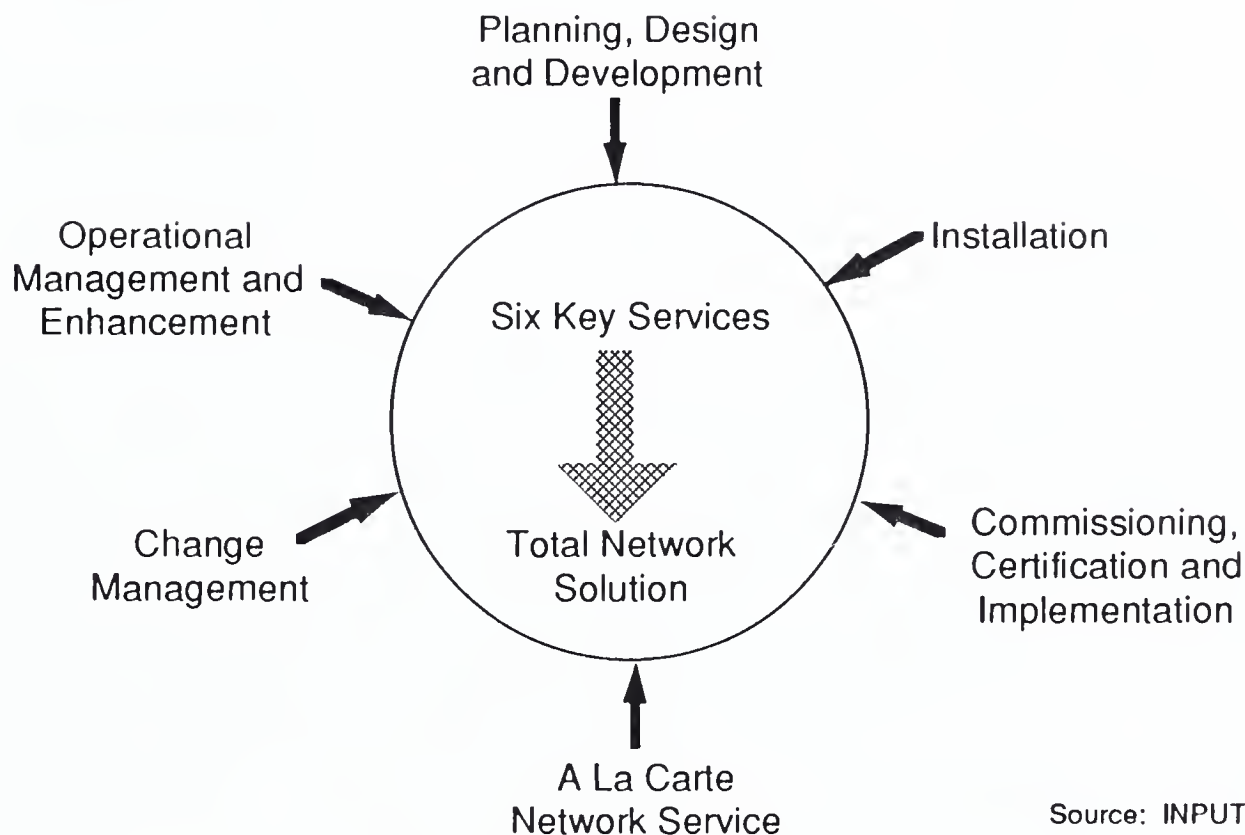 Planning, Design
and Development
Operational
Management and
Enhancement
Installation
Six Key Services
Total Network
Solution
Change
Management
Commissioning,
Certification and
Implementation
A La Carte
Network Service
Source: INPUT